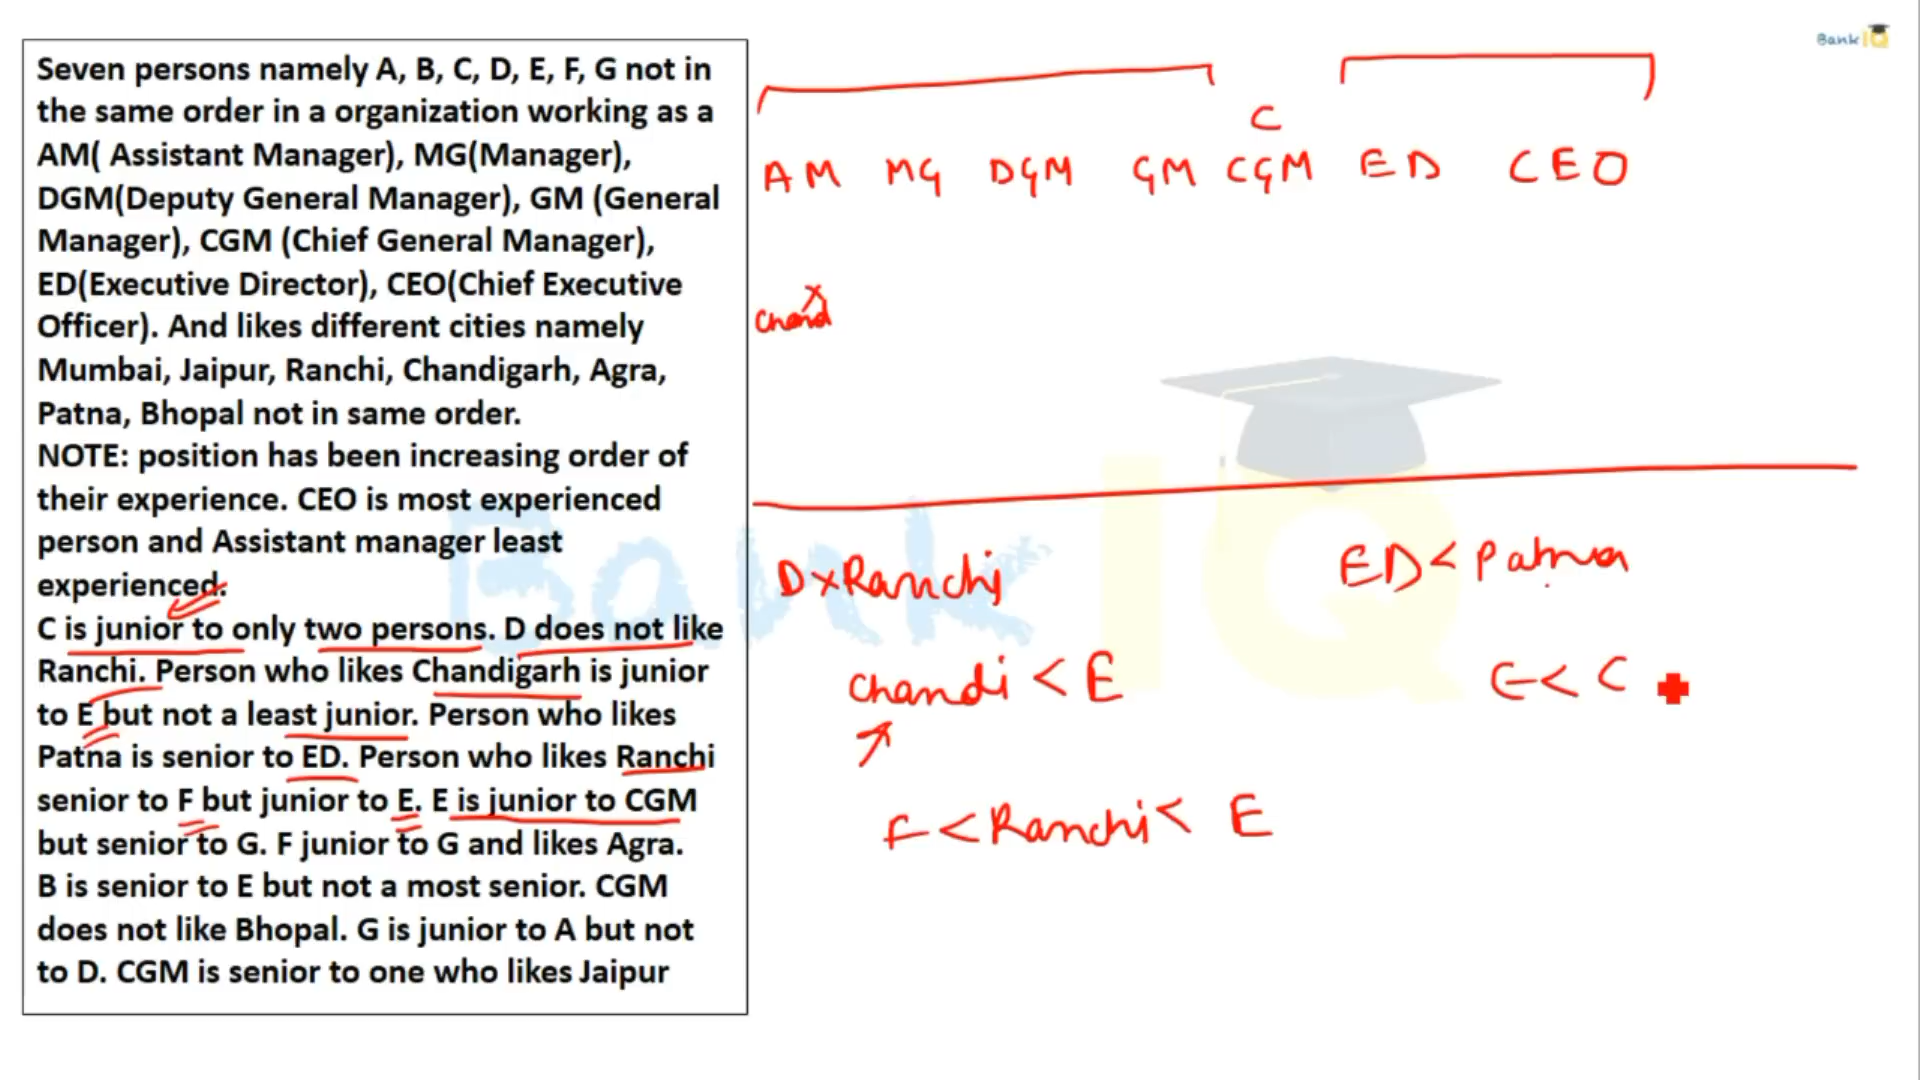 Bank IQ
Seven persons namely A, B, C, D, E, F, G not in
the same order in a organization working as a
AM( Assistant Manager), MG(Manager),
DGM(Deputy General Manager), GM (General
Manager), CGM (Chief General Manager),
ED(Executive Director), CEO(Chief Executive
Officer). And likes different cities namely
Mumbai, Jaipur, Ranchi, Chandigarh, Agra,
Patna, Bhopal not in same order.
NOTE: position has been increasing order of
their experience. CEO is most experienced
person and Assistant manager least
experienced.
C is junior to only two persons. D does not like
Ranchi. Person who likes Chandigarh is junior
to E but not a least junior. Person who likes
Patna is senior to ED. Person who likes Ranchi
senior to F but junior to E. E is junior to CGM
but senior to G. F junior to G and likes Agra.
B is senior to E but not a most senior. CGM
does not like Bhopal. G is junior to A but not
to D. CGM is senior to one who likes Jaipur
C
AM MG DGM GM CGM ED CEO
x
Chand
Bank IQ
D x Ranchi
ED < Patna
Chandi < E
E < C
F < Ranchi < E